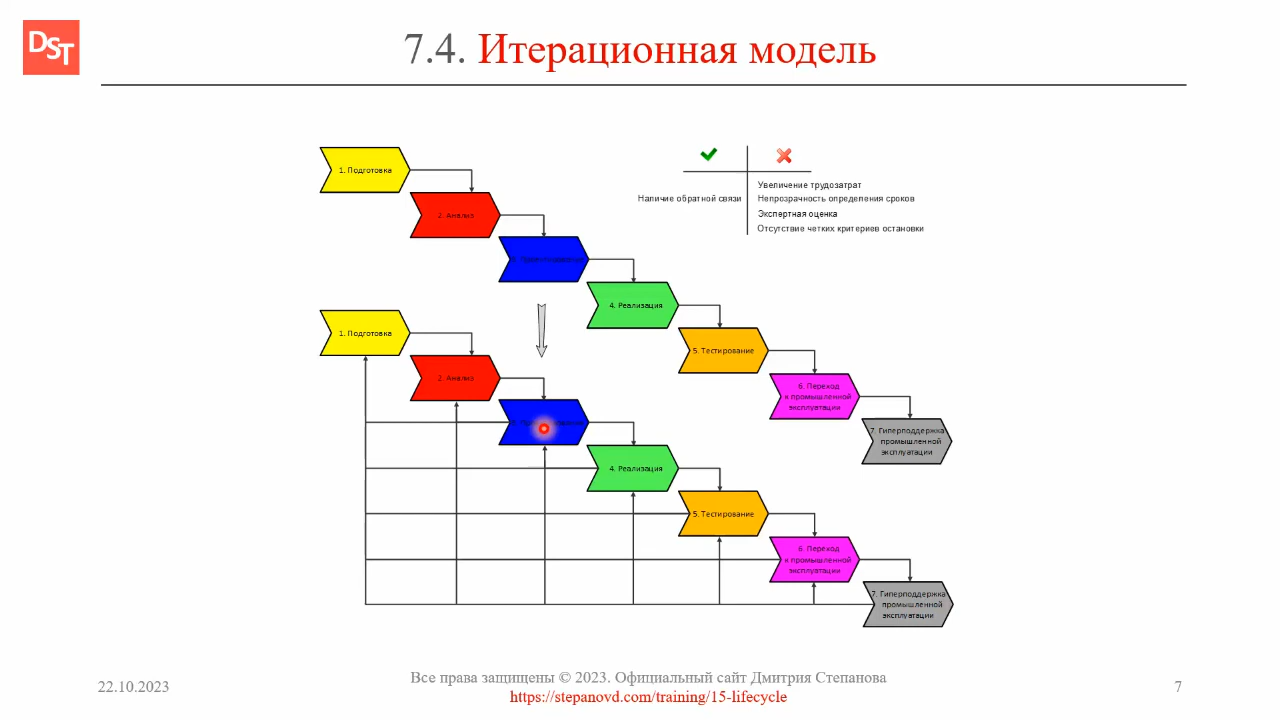 DST
7.4. Итерационная модель
1. Подготовка
2. Анализ
4. Реализация
5. Тестирование
6. Переход
к промышленной
эксплуатации
7. Гиперподдержка
промышленной
эксплуатации
Наличие обратной связи
Увеличение трудозатрат
Непрозрачность определения сроков
Экспертная оценка
Отсутствие четких критериев остановки
1. Подготовка
2. Анализ
4. Реализация
5. Тестирование
6. Переход
к промышленной
эксплуатации
7. Гиперподдержка
промышленной
эксплуатации
22.10.2023
Все права защищены © 2023. Официальный сайт Дмитрия Степанова
https://stepanovd.com/training/15-lifecycle
7